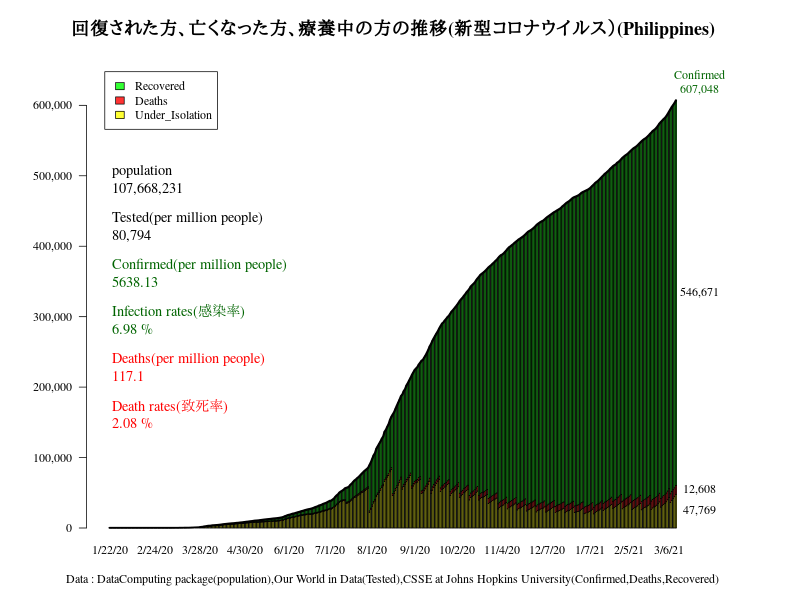 回復された方、亡くなった方、療養中の方の推移(新型コロナウイルス）(Philippines)
Confirmed
607,048
Recovered
Deaths
Under_Isolation
600,000
500,000
400,000
300,000
200,000
100,000
0
population
107,668,231
Tested(per million people)
80,794
Confirmed(per million people)
5638.13
Infection rates(感染率)
6.98 %
Deaths(per million people)
117.1
Death rates(致死率)
2.08 %
546,671
12,608
47,769
1/22/20 2/24/20 3/28/20 4/30/20 6/1/20 7/1/20 8/1/20 9/1/20 10/2/20 11/4/20 12/7/20 1/7/21 2/5/21 3/6/21
Data : DataComputing package(population),Our World in Data(Tested),CSSE at Johns Hopkins University(Confirmed,Deaths,Recovered)